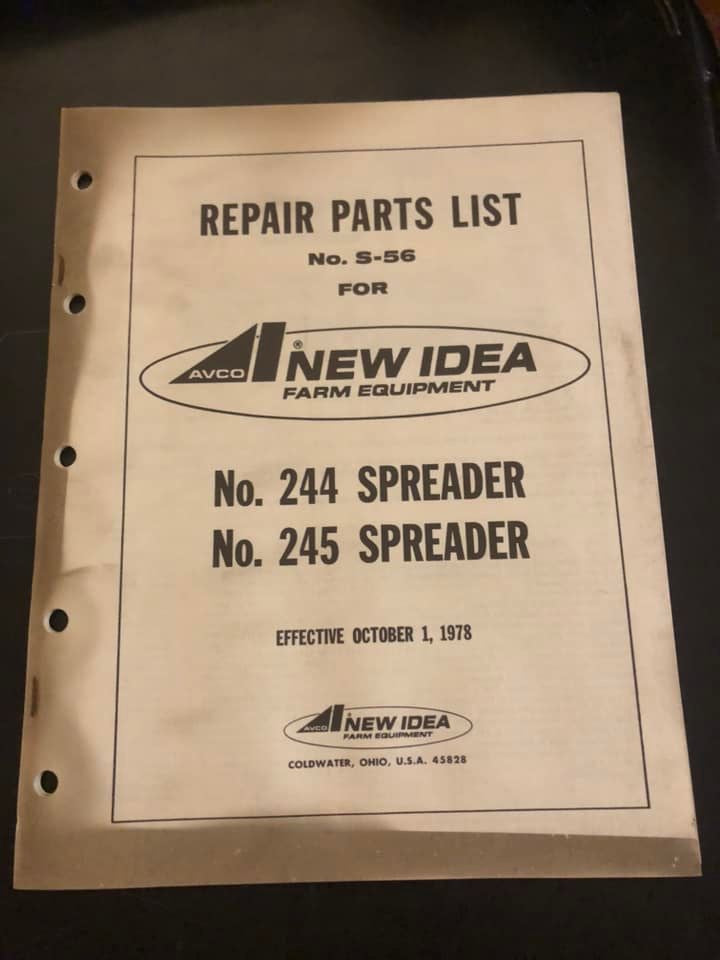 REPAIR PARTS LIST
No. S-56
FOR
AVCO ® NEW IDEA
FARM EQUIPMENT
No. 244 SPREADER
No. 245 SPREADER
EFFECTIVE OCTOBER 1, 1978
AVCO ® NEW IDEA
FARM EQUIPMENT
COLDWATER, OHIO, U.S.A. 45828